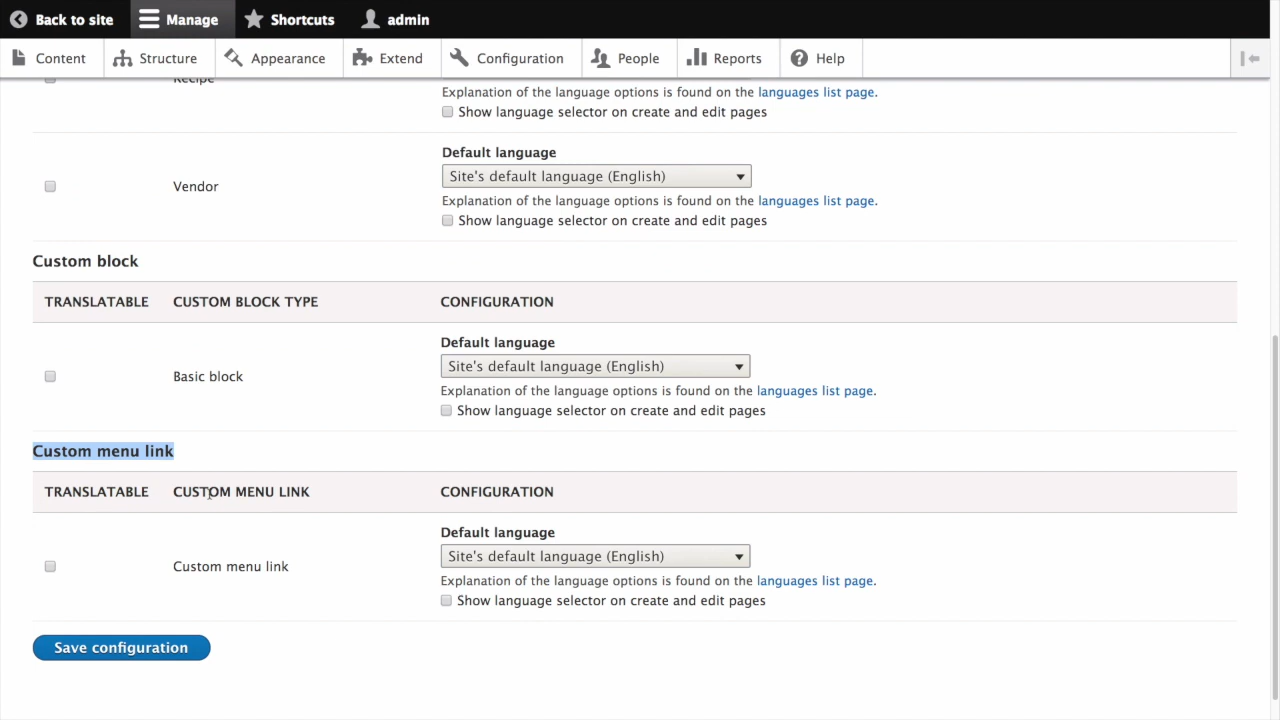 Back to site Manage Shortcuts admin
Content Structure Appearance Extend Configuration People Reports Help
Recipe
Explanation of the language options is found on the languages list page.
Show language selector on create and edit pages
Default language
Site's default language (English)
Vendor
Explanation of the language options is found on the languages list page.
Show language selector on create and edit pages
Custom block
TRANSLATABLE CUSTOM BLOCK TYPE CONFIGURATION
Default language
Site's default language (English)
Basic block
Explanation of the language options is found on the languages list page.
Show language selector on create and edit pages
Custom menu link
TRANSLATABLE CUSTOM MENU LINK CONFIGURATION
Default language
Site's default language (English)
Custom menu link
Explanation of the language options is found on the languages list page.
Show language selector on create and edit pages
Save configuration